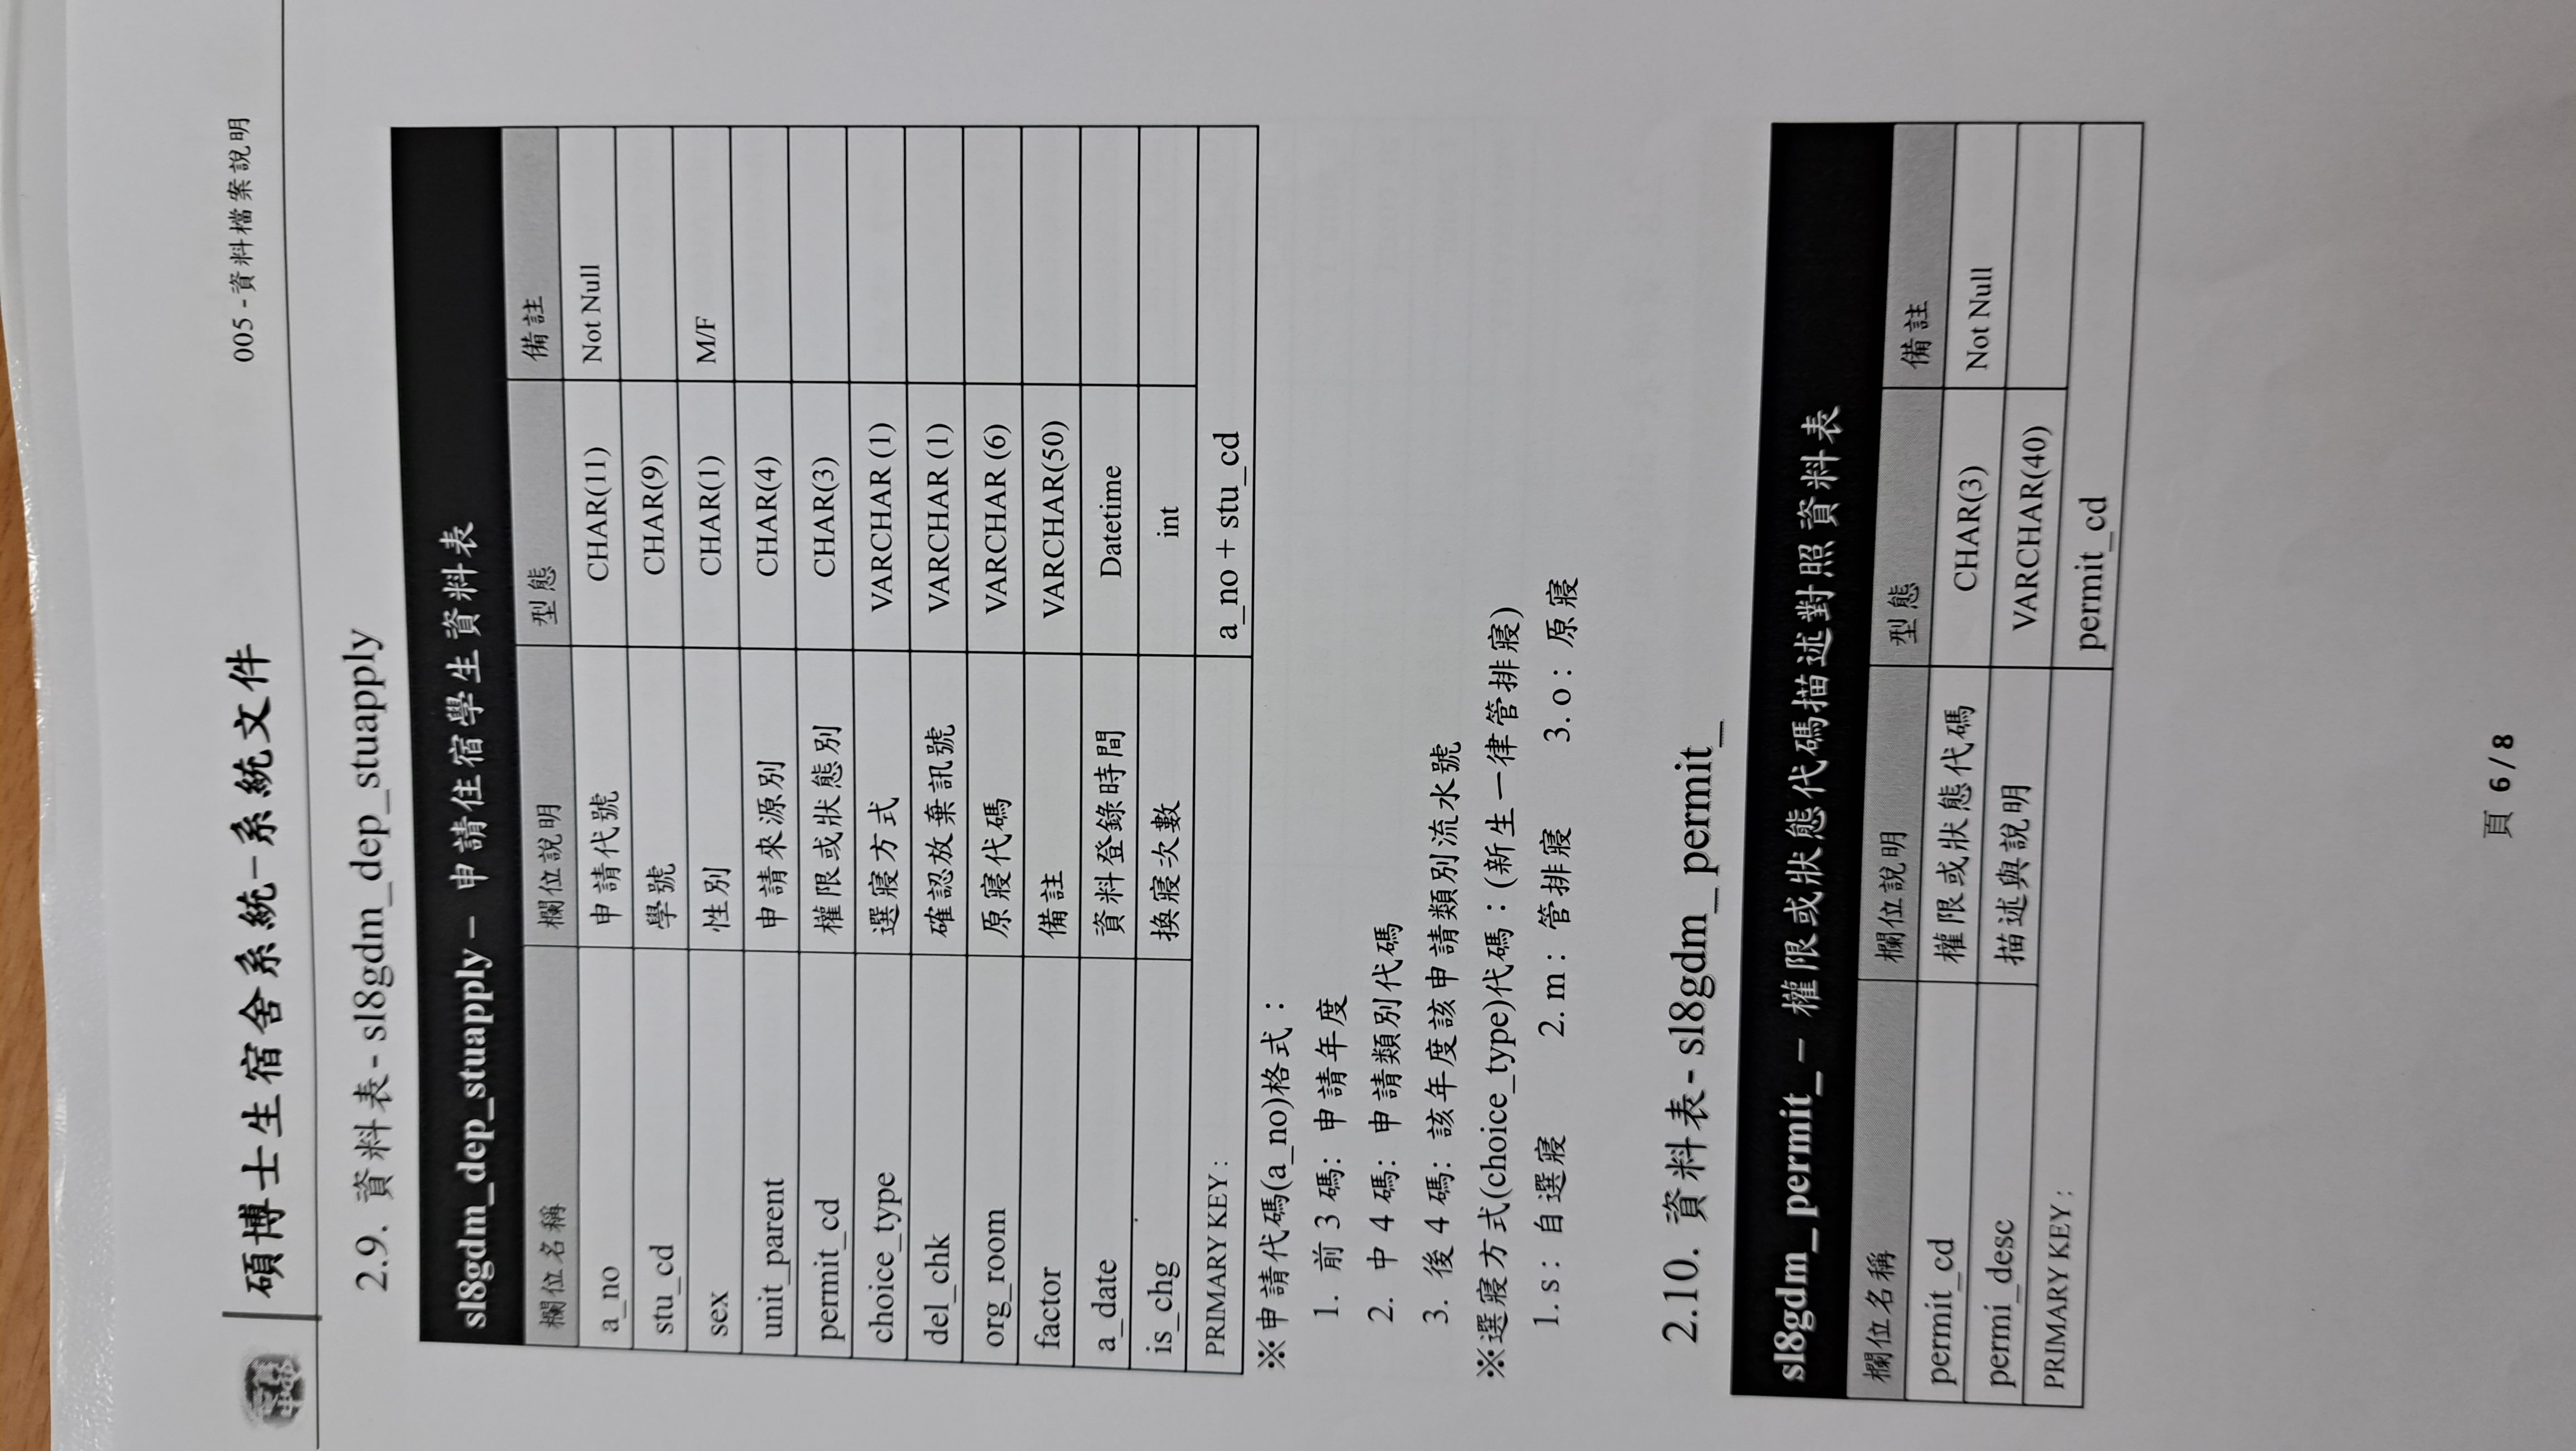 碩博士生宿舍系統-系統文件
005 -資料檔案說明
2.9. 資料表- sl8gdm_dep_stuapply
sl8gdm_dep_stuapply – 申請住宿學生資料表
欄位名稱 欄位說明 型態 備註
a_no 申請代號 CHAR(11) Not Null
stu_cd 學號 CHAR(9)
sex 性別 CHAR(1) M/F
unit_parent 申請來源別 CHAR(4)
permit_cd 權限或狀態別 CHAR(3)
choice_type 選寢方式 VARCHAR (1)
del_chk 確認放棄訊號 VARCHAR (1)
org_room 原寢代碼 VARCHAR (6)
factor 備註 VARCHAR(50)
a_date 資料登錄時間 Datetime
is_chg 換寢次數 int
PRIMARY KEY : a_no + stu_cd
※申請代碼(a_no)格式：
1. 前 3 碼: 申請年度
2. 中 4 碼: 申請類別代碼
3. 後 4 碼: 該年度該申請類別流水號
※選寢方式(choice_type)代碼：(新生一律管排寢)
1. s : 自選寢 2. m : 管排寢 3. o : 原寢
2.10. 資料表- sl8gdm_ permit_
sl8gdm_ permit_ – 權限或狀態代碼描述對照資料表
欄位名稱 欄位說明 型態 備註
permit_cd 權限或狀態代碼 CHAR(3) Not Null
permi_desc 描述與說明 VARCHAR(40)
PRIMARY KEY : permit_cd
頁 6 / 8